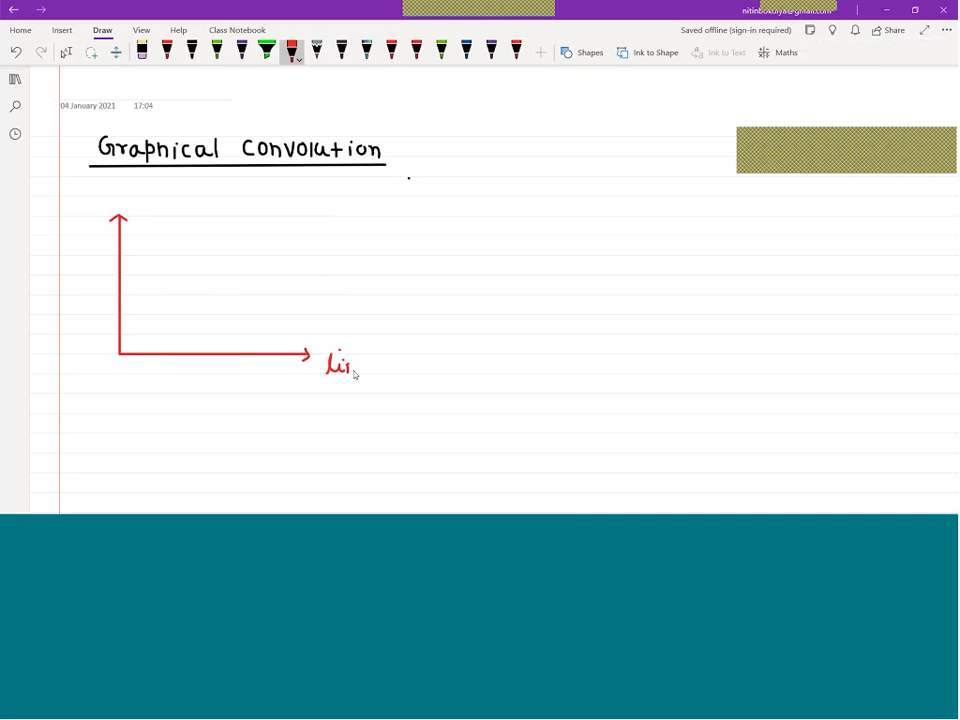 Home Insert Draw View Help Class Notebook Saved offline (sign-in required) Share
Shapes Ink to Shape Ink to Text Maths
04 January 2021 17:04
Graphical Convolution